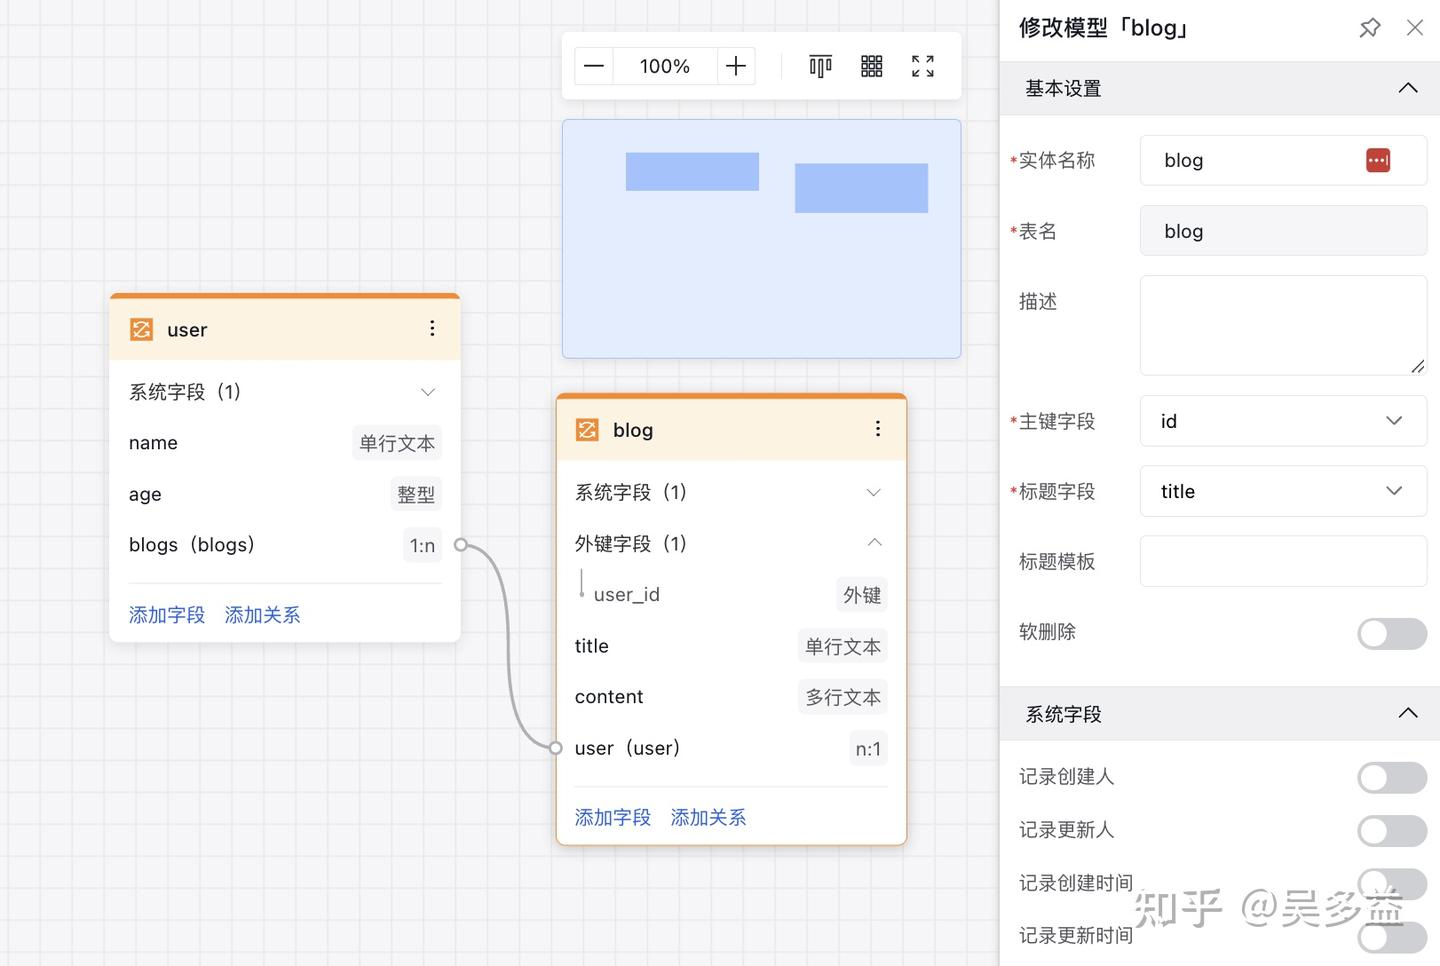 100%
user
系统字段（1）
name 单行文本
age 整型
blogs（blogs） 1:n
添加字段 添加关系
blog
系统字段（1）
外键字段（1）
user_id 外键
title 单行文本
content 多行文本
user（user） n:1
添加字段 添加关系
修改模型「blog」
基本设置
*实体名称 blog
*表名 blog
描述
*主键字段 id
*标题字段 title
标题模板
软删除
系统字段
记录创建人
记录更新人
记录创建时间
记录更新时间
知乎 @吴多益